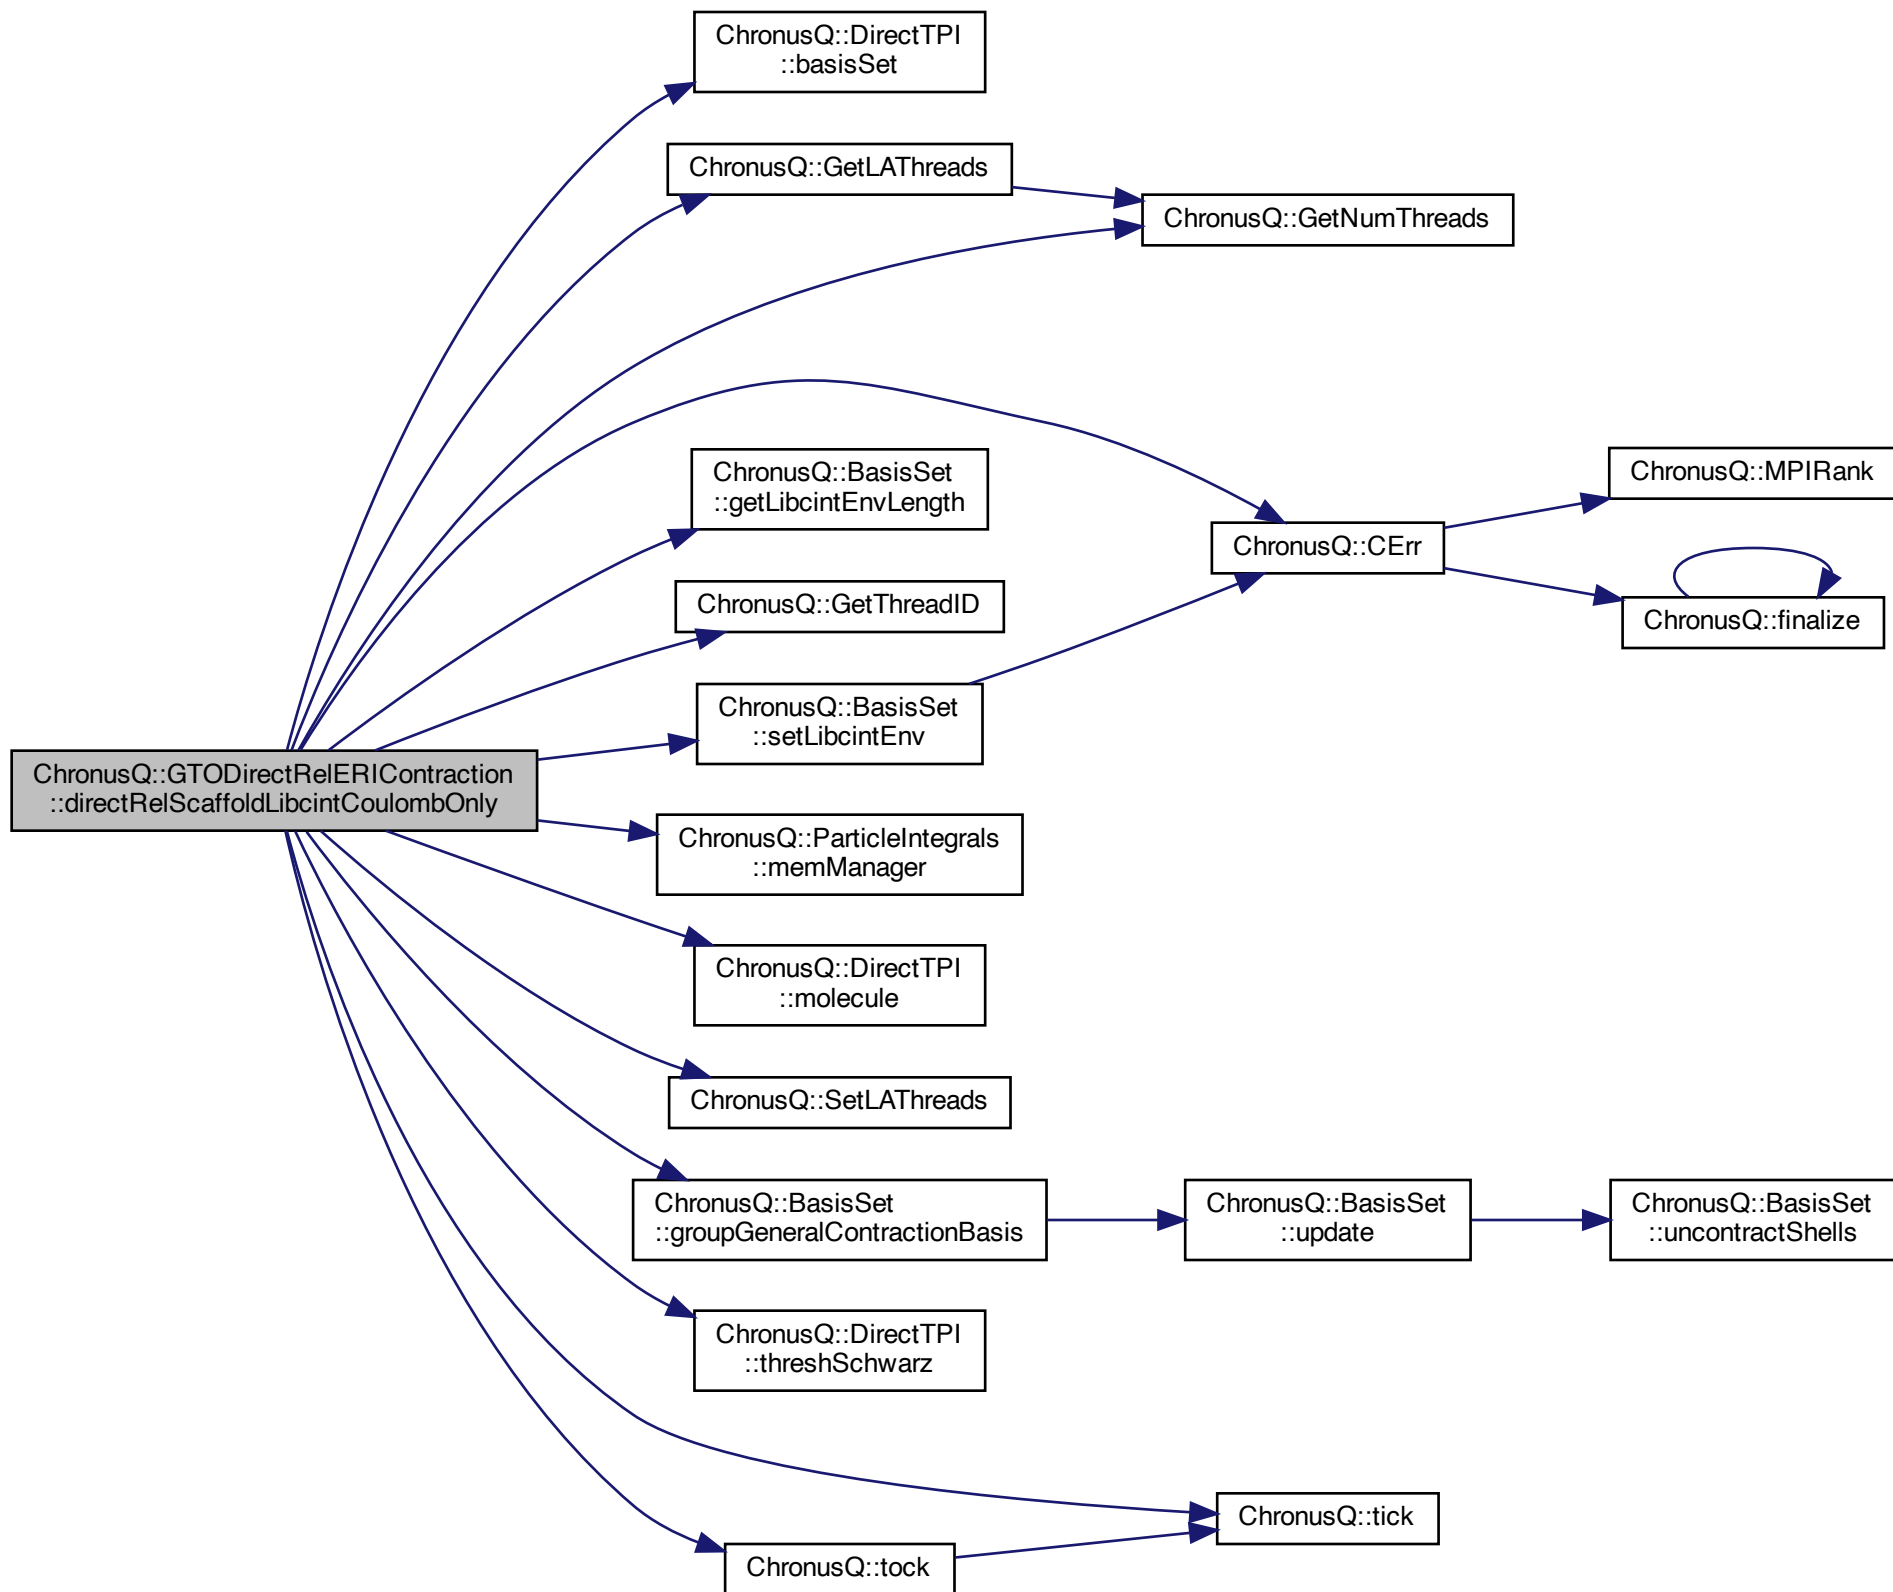 ChronusQ::DirectTPI
::basisSet
ChronusQ::GetLAThreads
ChronusQ::GetNumThreads
ChronusQ::BasisSet
::getLibcintEnvLength
ChronusQ::MPIRank
ChronusQ::CErr
ChronusQ::GetThreadID
ChronusQ::finalize
ChronusQ::BasisSet
::setLibcintEnv
ChronusQ::GTODirectRelERIContraction
::directRelScaffoldLibcintCoulombOnly
ChronusQ::ParticleIntegrals
::memManager
ChronusQ::DirectTPI
::molecule
ChronusQ::SetLAThreads
ChronusQ::BasisSet
::groupGeneralContractionBasis
ChronusQ::BasisSet
::update
ChronusQ::BasisSet
::uncontractShells
ChronusQ::DirectTPI
::threshSchwarz
ChronusQ::tick
ChronusQ::tock